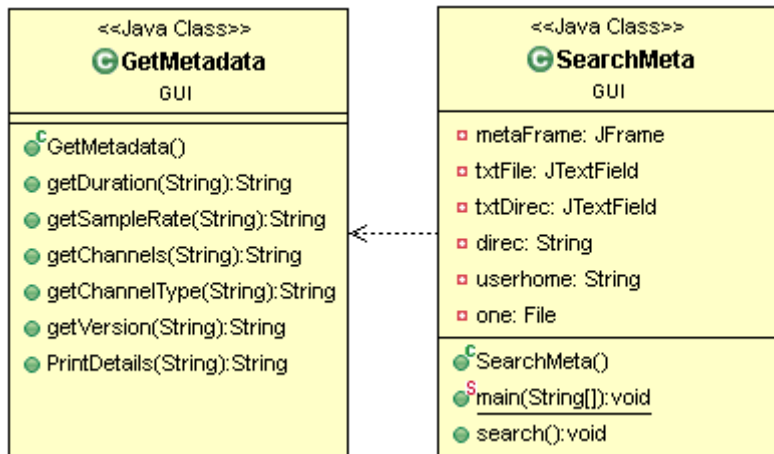 <<Java Class>>
GetMetadata
GUI
GetMetadata()
getDuration(String):String
getSampleRate(String):String
getChannels(String):String
getChannelType(String):String
getVersion(String):String
PrintDetails(String):String
<<Java Class>>
SearchMeta
GUI
metaFrame: JFrame
txtFile: JTextField
txtDirec: JTextField
direc: String
userhome: String
one: File
SearchMeta()
main(String[]):void
search():void